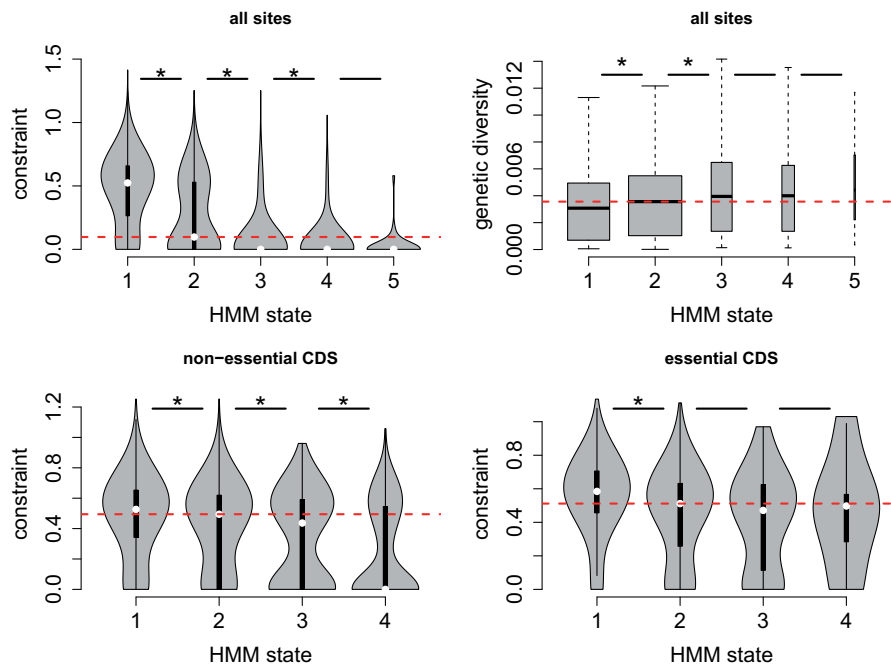 all sites
constraint
0.0 0.5 1.0 1.5
* * *
1 2 3 4 5
HMM state
all sites
genetic diversity
0.000 0.006 0.012
* *
1 2 3 4 5
HMM state
non−essential CDS
constraint
0.0 0.4 0.8 1.2
* * *
1 2 3 4
HMM state
essential CDS
constraint
0.0 0.4 0.8
*
1 2 3 4
HMM state